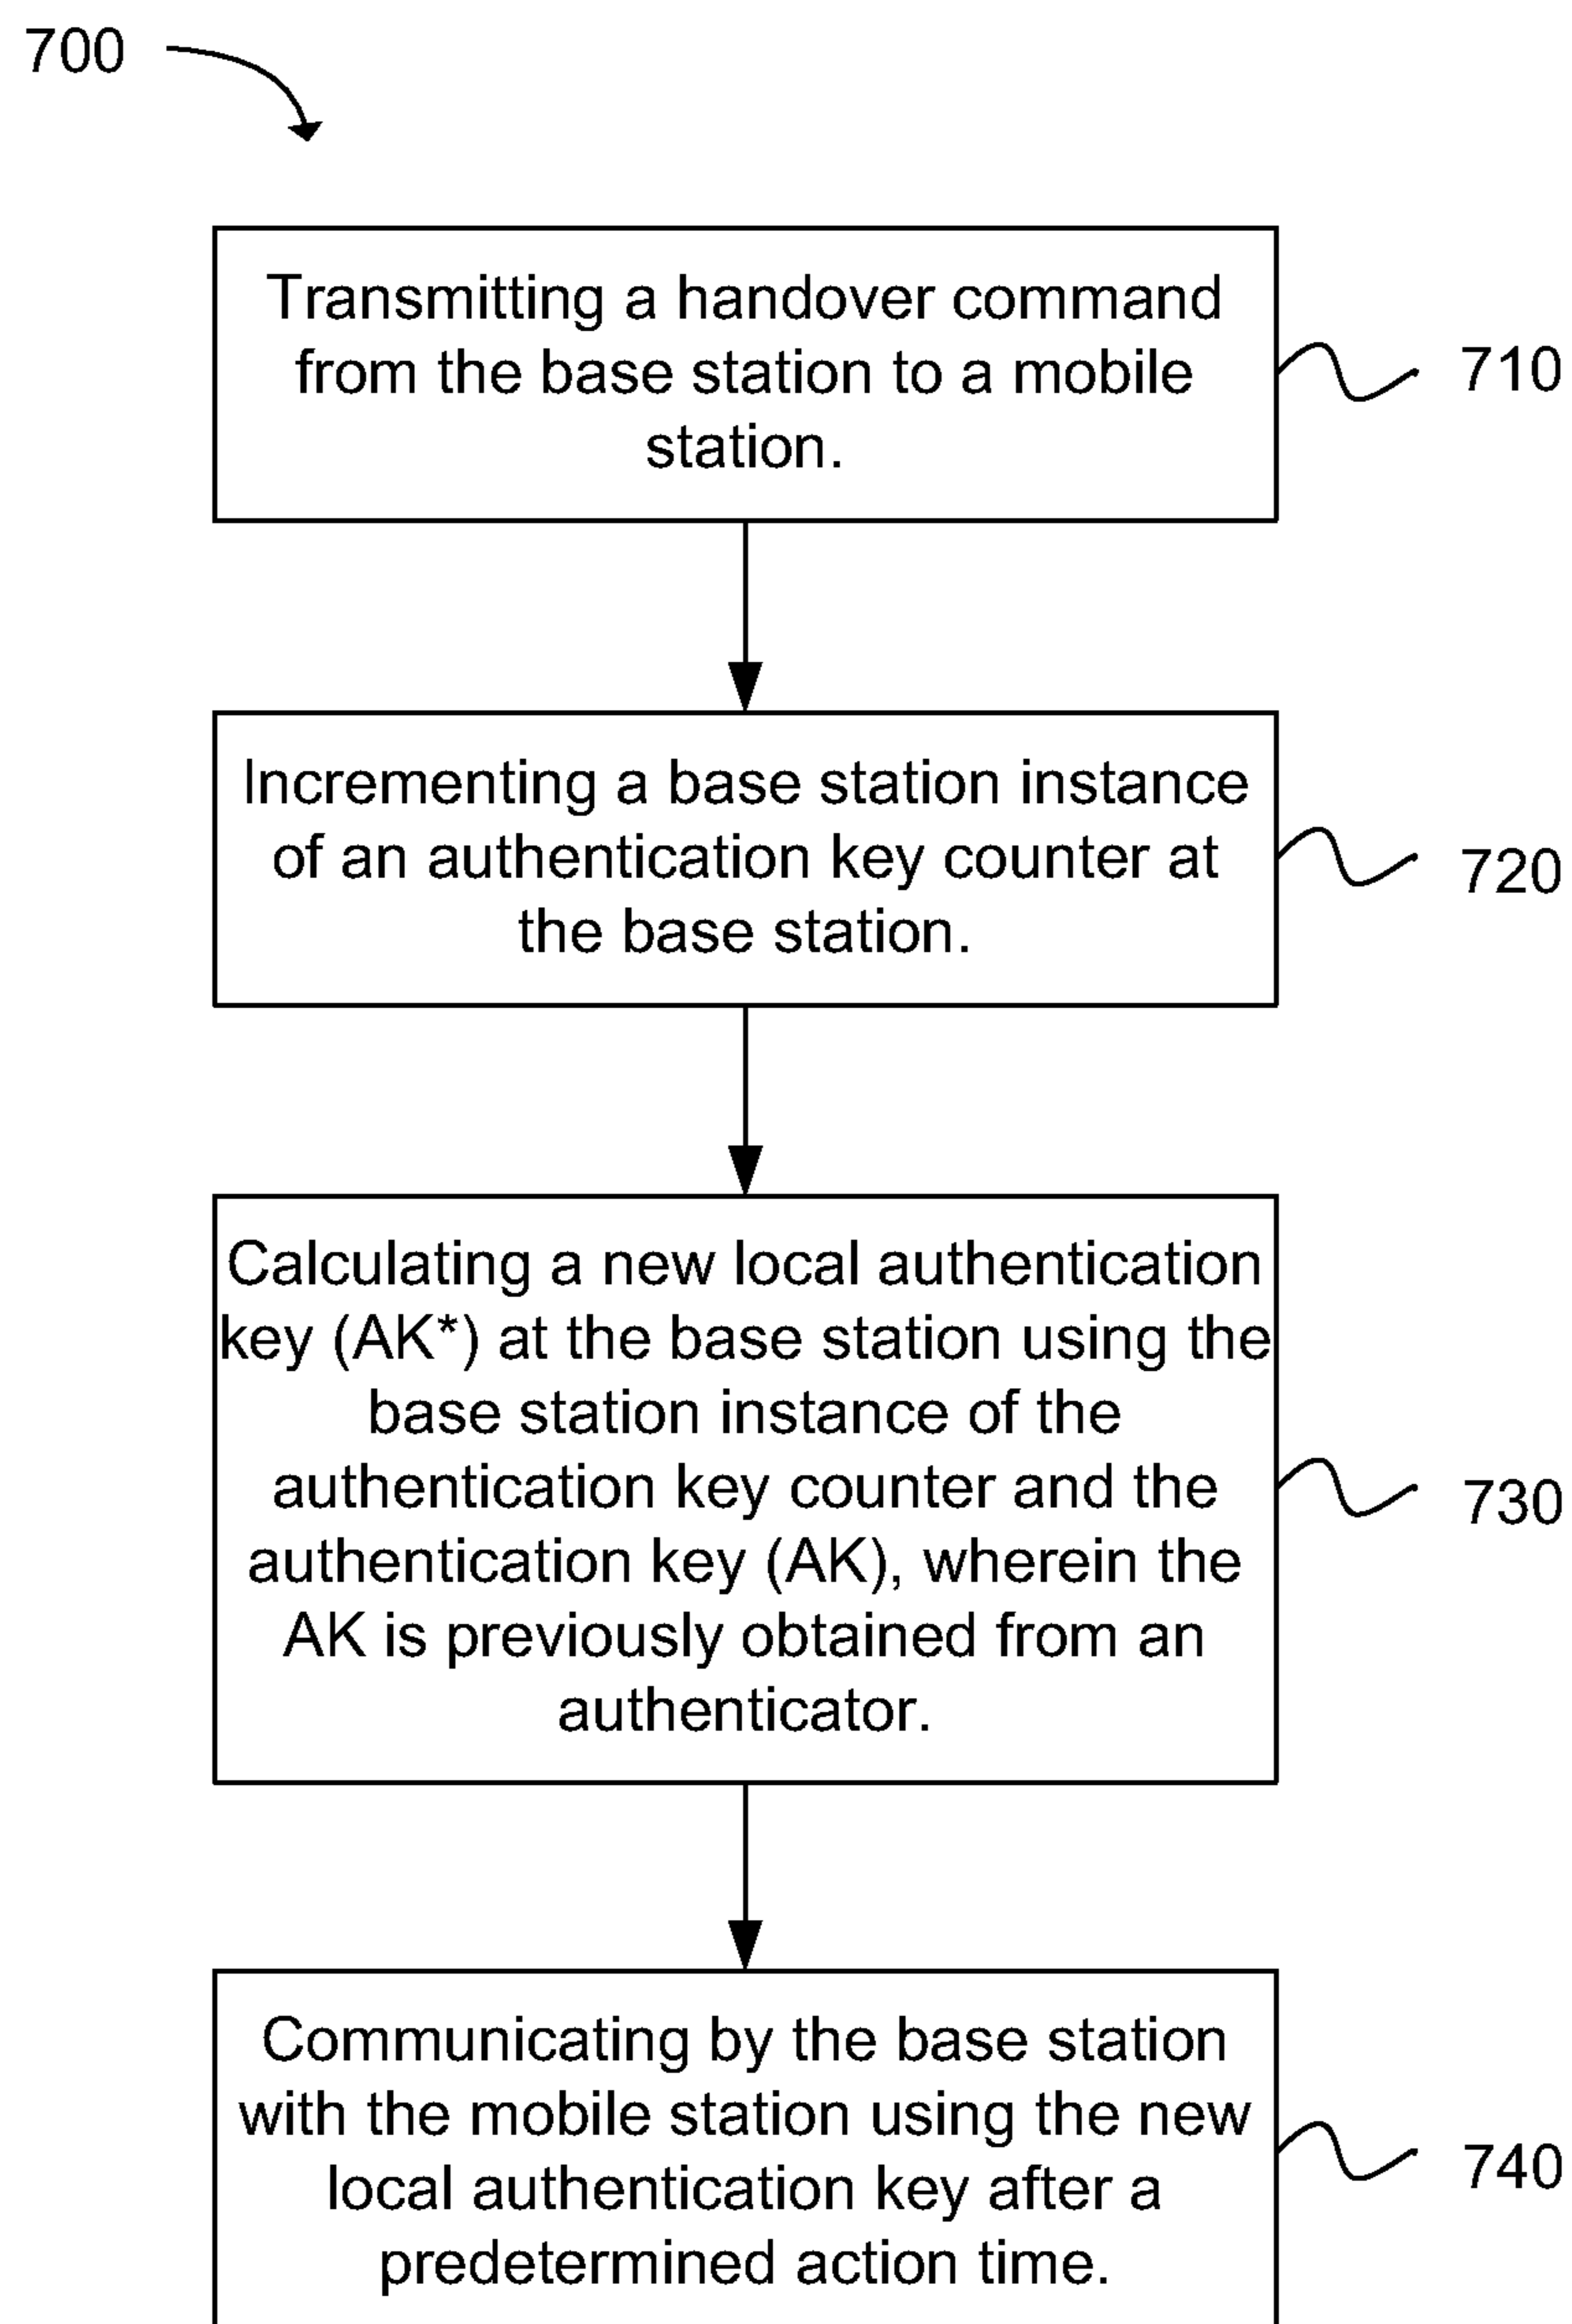 700
Transmitting a handover command
from the base station to a mobile
station.
710
Incrementing a base station instance
of an authentication key counter at
the base station.
720
Calculating a new local authentication
key (AK*) at the base station using the
base station instance of the
authentication key counter and the
authentication key (AK), wherein the
AK is previously obtained from an
authenticator.
730
Communicating by the base station
with the mobile station using the new
local authentication key after a
predetermined action time.
740